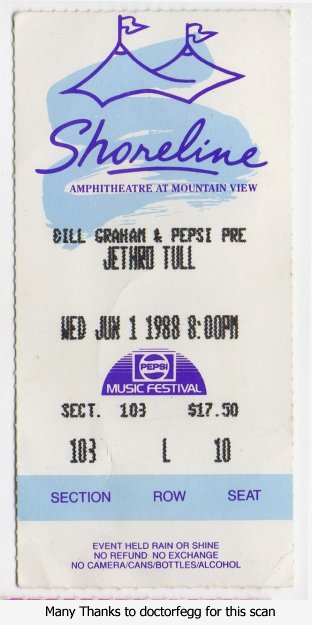 Shoreline
AMPHITHEATRE AT MOUNTAIN VIEW
BILL GRAHAM & PEPSI PRE
JETHRO TULL
WED JUN 1 1988 8:00PM
PEPSI
MUSIC FESTIVAL
SECT. 103 $17.50
103 L 10
SECTION ROW SEAT
EVENT HELD RAIN OR SHINE
NO REFUND NO EXCHANGE
NO CAMERA/CANS/BOTTLES/ALCOHOL
Many Thanks to doctorfegg for this scan